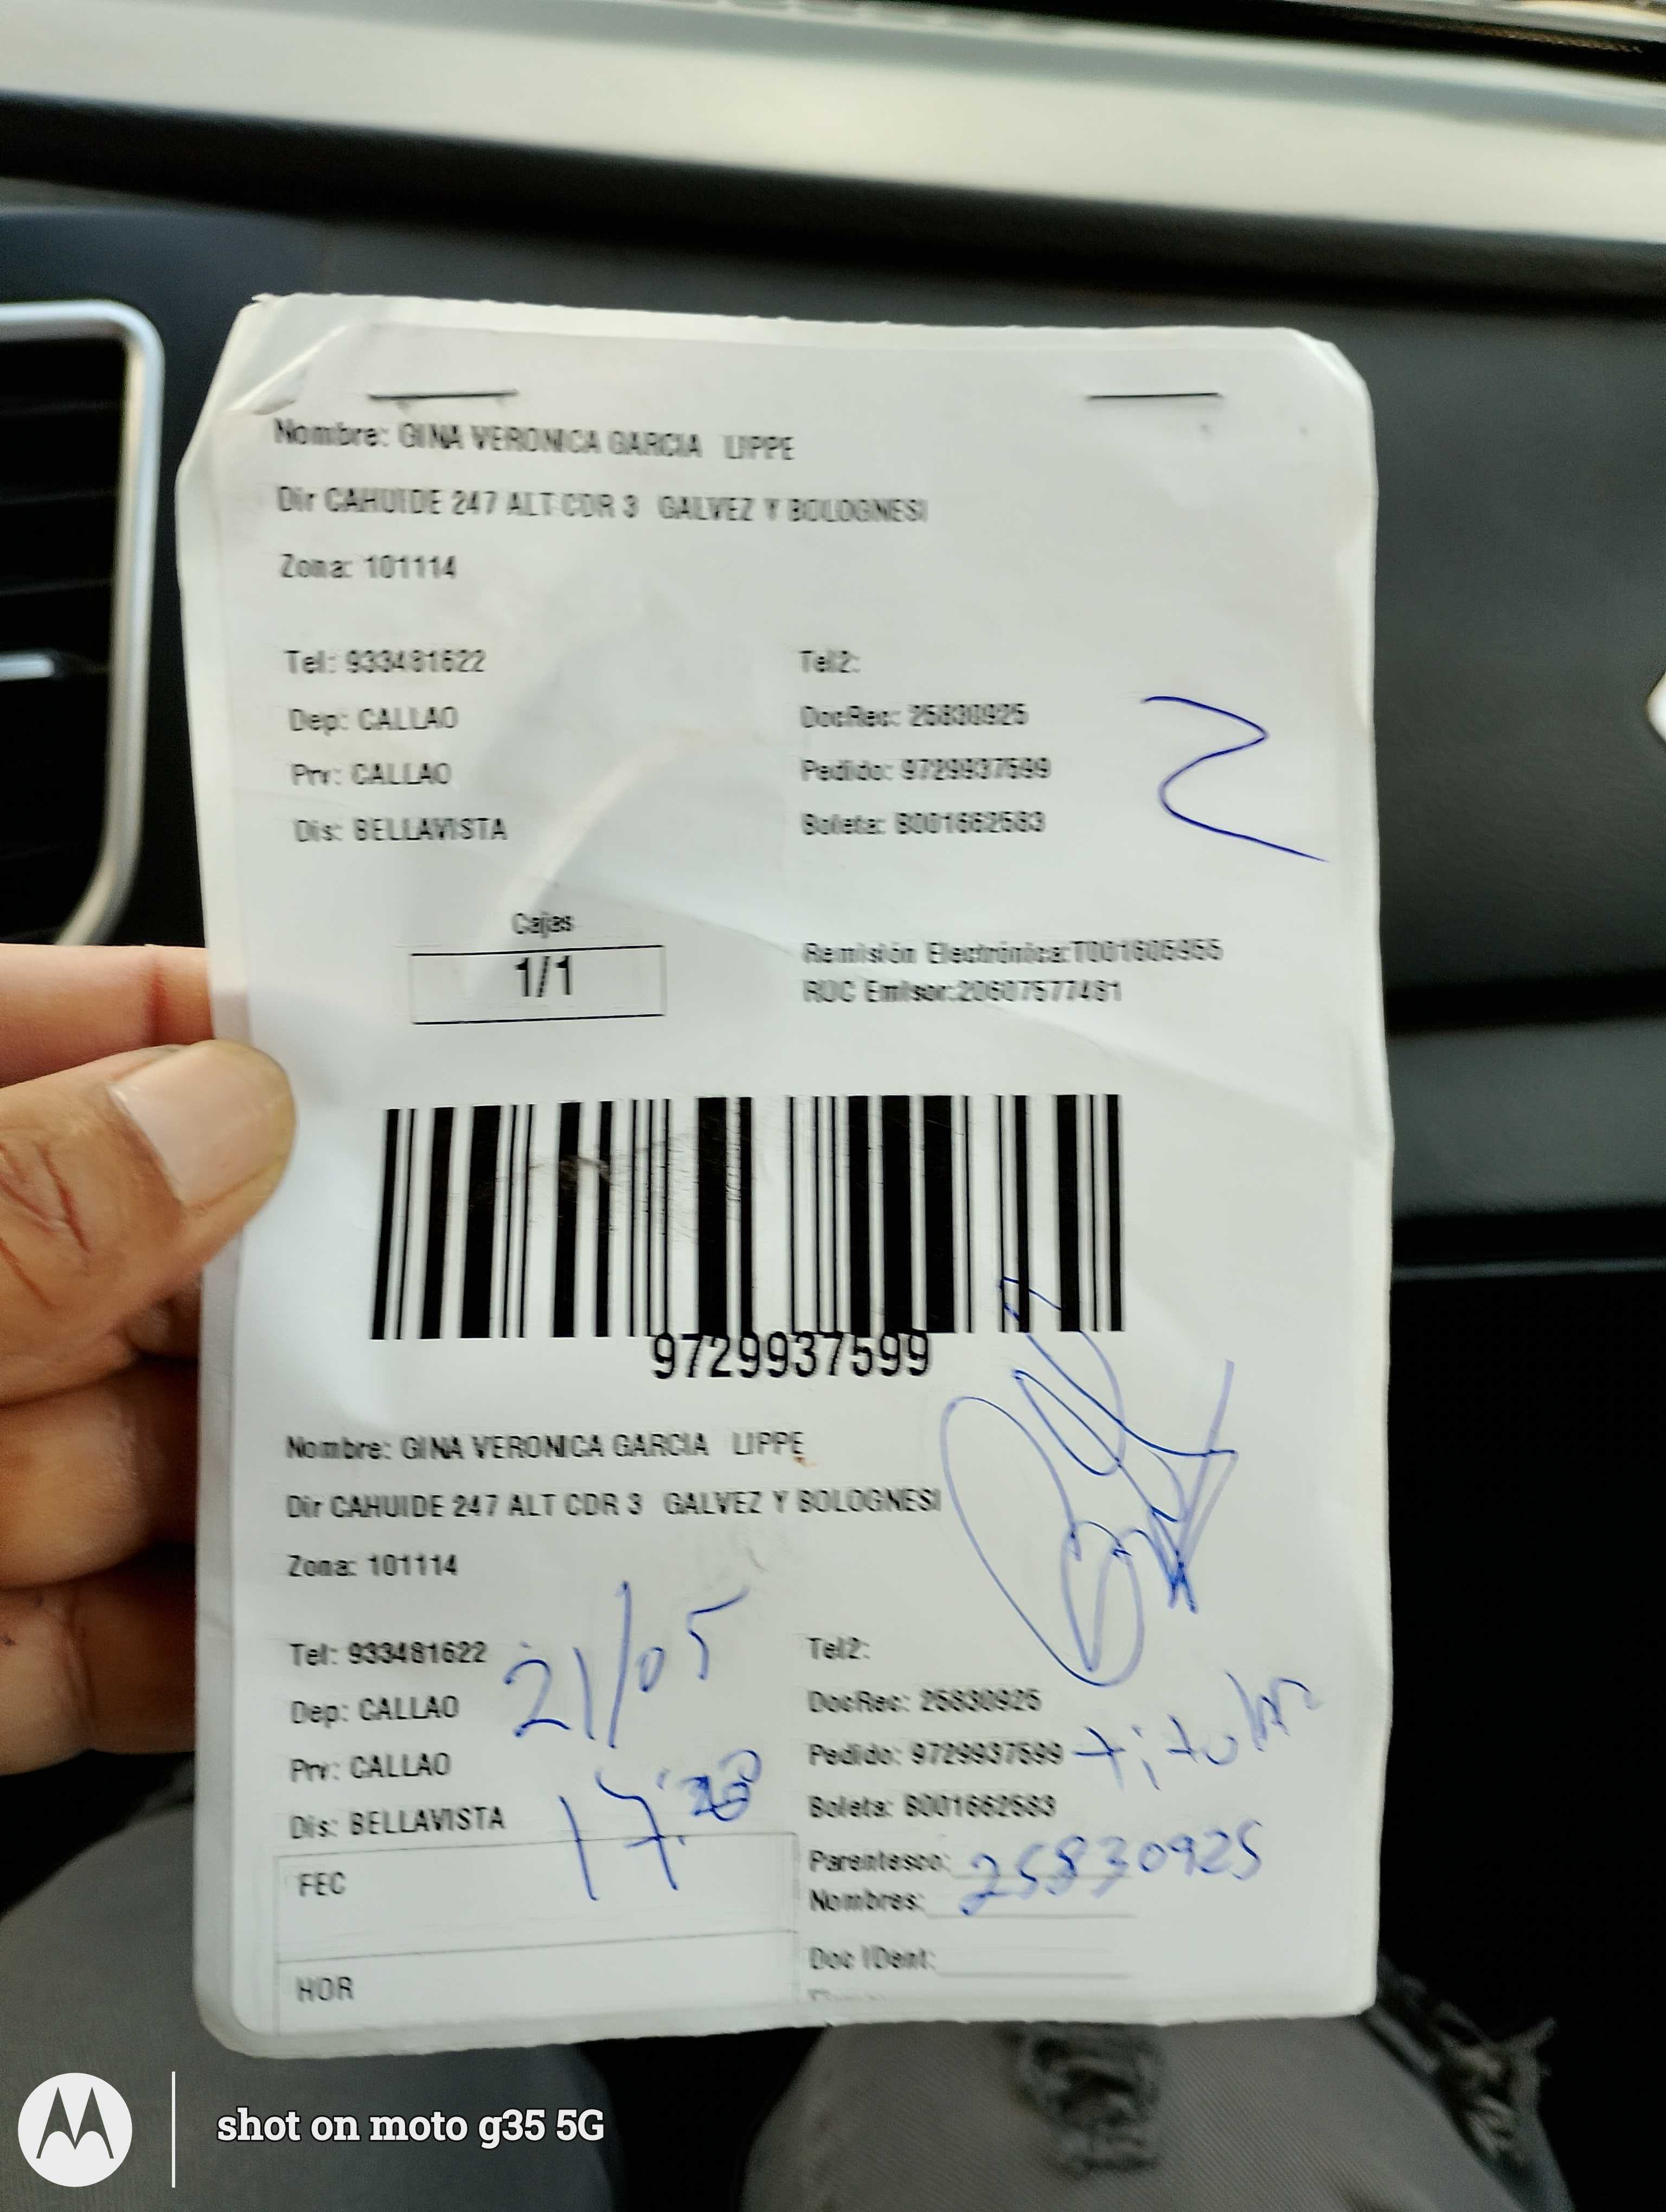 Nombre: GINA VERONICA GARCIA LIPPE
Dir CAHUIDE 247 ALT CDR 3 GALVEZ Y BOLOGNESI
Zona: 101114
Tel: 933481622 Tel2:
Dep: CALLAO DocRec: 25830925
Prv: CALLAO Pedido: 9729937599
Dis: BELLAVISTA Boleta: B001662583
2
Cajas
1/1
Remisión Electrónica:T001605955
RUC Emisor:20607577481
9729937599
Nombre: GINA VERONICA GARCIA LIPPE
Dir CAHUIDE 247 ALT CDR 3 GALVEZ Y BOLOGNESI
Zona: 101114
Tel: 933481622 21/05 Tel2:
Dep: CALLAO DocRec: 25830925
Prv: CALLAO Pedido: 9729937599 titular
Dis: BELLAVISTA Boleta: B001662583
Parentesco: 25830925
FEC
Nombres:
Doc IDent:
HOR
shot on moto g35 5G